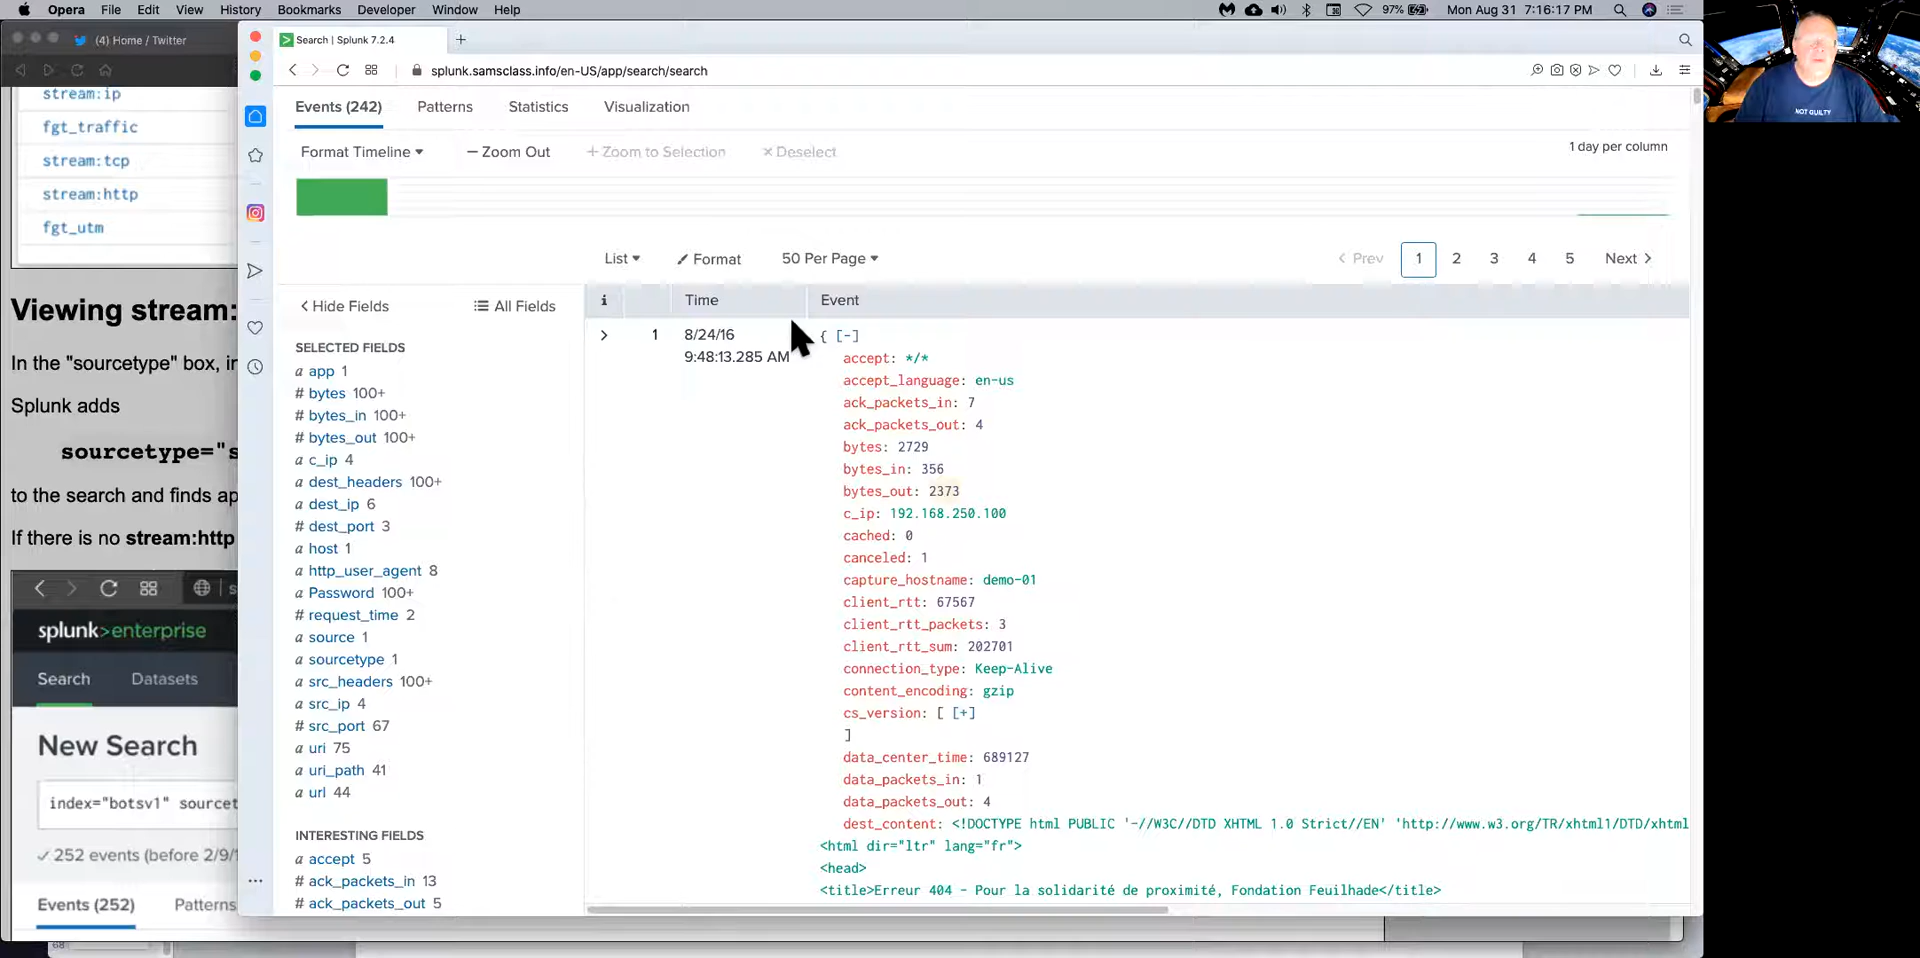 Opera File Edit View History Bookmarks Developer Window Help 97% Mon Aug 31 7:16:17 PM
(4) Home / Twitter
Search | Splunk 7.2.4
splunk.samsclass.info/en-US/app/search/search
stream:ip
fgt_traffic
stream:tcp
stream:http
fgt_utm
Viewing stream:
In the "sourcetype" box, in
Splunk adds
sourcetype="s
to the search and finds ap
If there is no stream:http
splunk>enterprise
Search Datasets
New Search
index="botsv1" sourcet
252 events (before 2/9/1
Events (252) Patterns
68
Events (242) Patterns Statistics Visualization
Format Timeline — Zoom Out + Zoom to Selection × Deselect 1 day per column
List Format 50 Per Page < Prev 1 2 3 4 5 Next >
< Hide Fields All Fields
SELECTED FIELDS
a app 1
# bytes 100+
# bytes_in 100+
# bytes_out 100+
a c_ip 4
a dest_headers 100+
a dest_ip 6
# dest_port 3
a host 1
a http_user_agent 8
a Password 100+
# request_time 2
a source 1
a sourcetype 1
a src_headers 100+
a src_ip 4
# src_port 67
a uri 75
a uri_path 41
a url 44
INTERESTING FIELDS
a accept 5
# ack_packets_in 13
# ack_packets_out 5
i Time Event
> 1 8/24/16
9:48:13.285 AM
{ [-]
accept: */*
accept_language: en-us
ack_packets_in: 7
ack_packets_out: 4
bytes: 2729
bytes_in: 356
bytes_out: 2373
c_ip: 192.168.250.100
cached: 0
canceled: 1
capture_hostname: demo-01
client_rtt: 67567
client_rtt_packets: 3
client_rtt_sum: 202701
connection_type: Keep-Alive
content_encoding: gzip
cs_version: [ [+]
]
data_center_time: 689127
data_packets_in: 1
data_packets_out: 4
dest_content: <!DOCTYPE html PUBLIC '-//W3C//DTD XHTML 1.0 Strict//EN' 'http://www.w3.org/TR/xhtml1/DTD/xhtml
<html dir="ltr" lang="fr">
<head>
<title>Erreur 404 - Pour la solidarité de proximité, Fondation Feuilhade</title>
NOT GUILTY